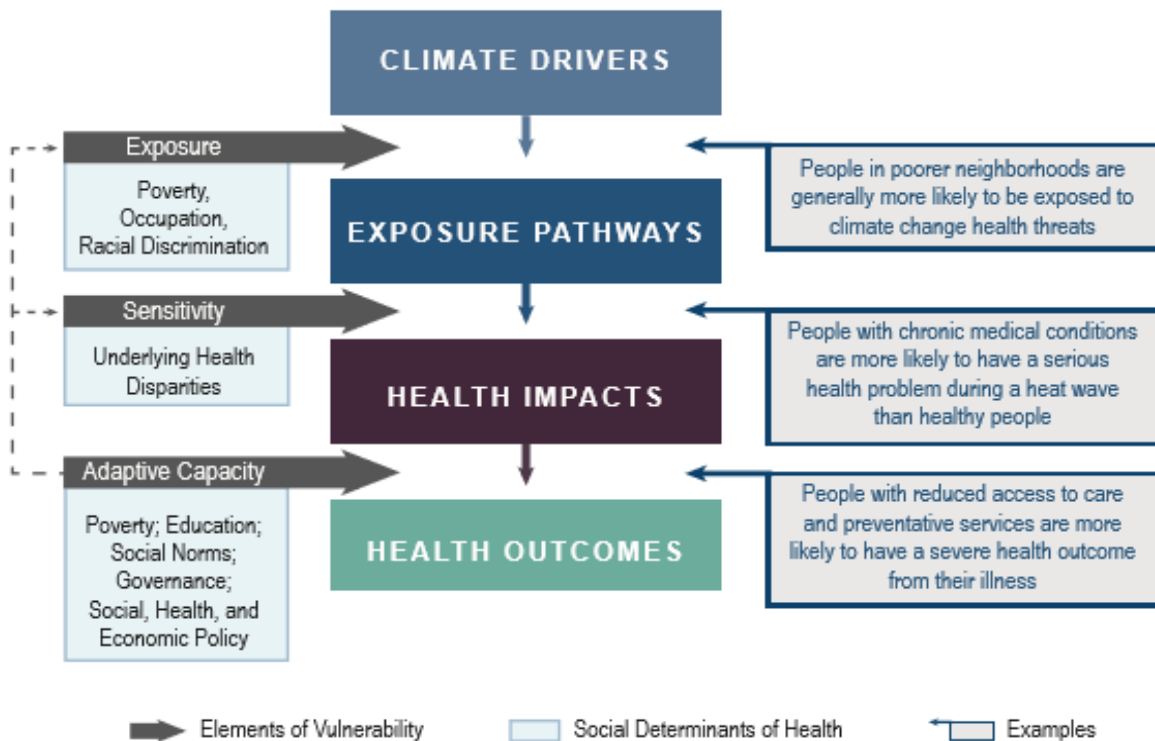 CLIMATE DRIVERS
Exposure
Poverty,
Occupation,
Racial Discrimination
People in poorer neighborhoods are
generally more likely to be exposed to
climate change health threats
EXPOSURE PATHWAYS
Sensitivity
Underlying Health
Disparities
People with chronic medical conditions
are more likely to have a serious
health problem during a heat wave
than healthy people
HEALTH IMPACTS
Adaptive Capacity
Poverty; Education;
Social Norms;
Governance;
Social, Health, and
Economic Policy
People with reduced access to care
and preventative services are more
likely to have a severe health outcome
from their illness
HEALTH OUTCOMES
Elements of Vulnerability
Social Determinants of Health
Examples